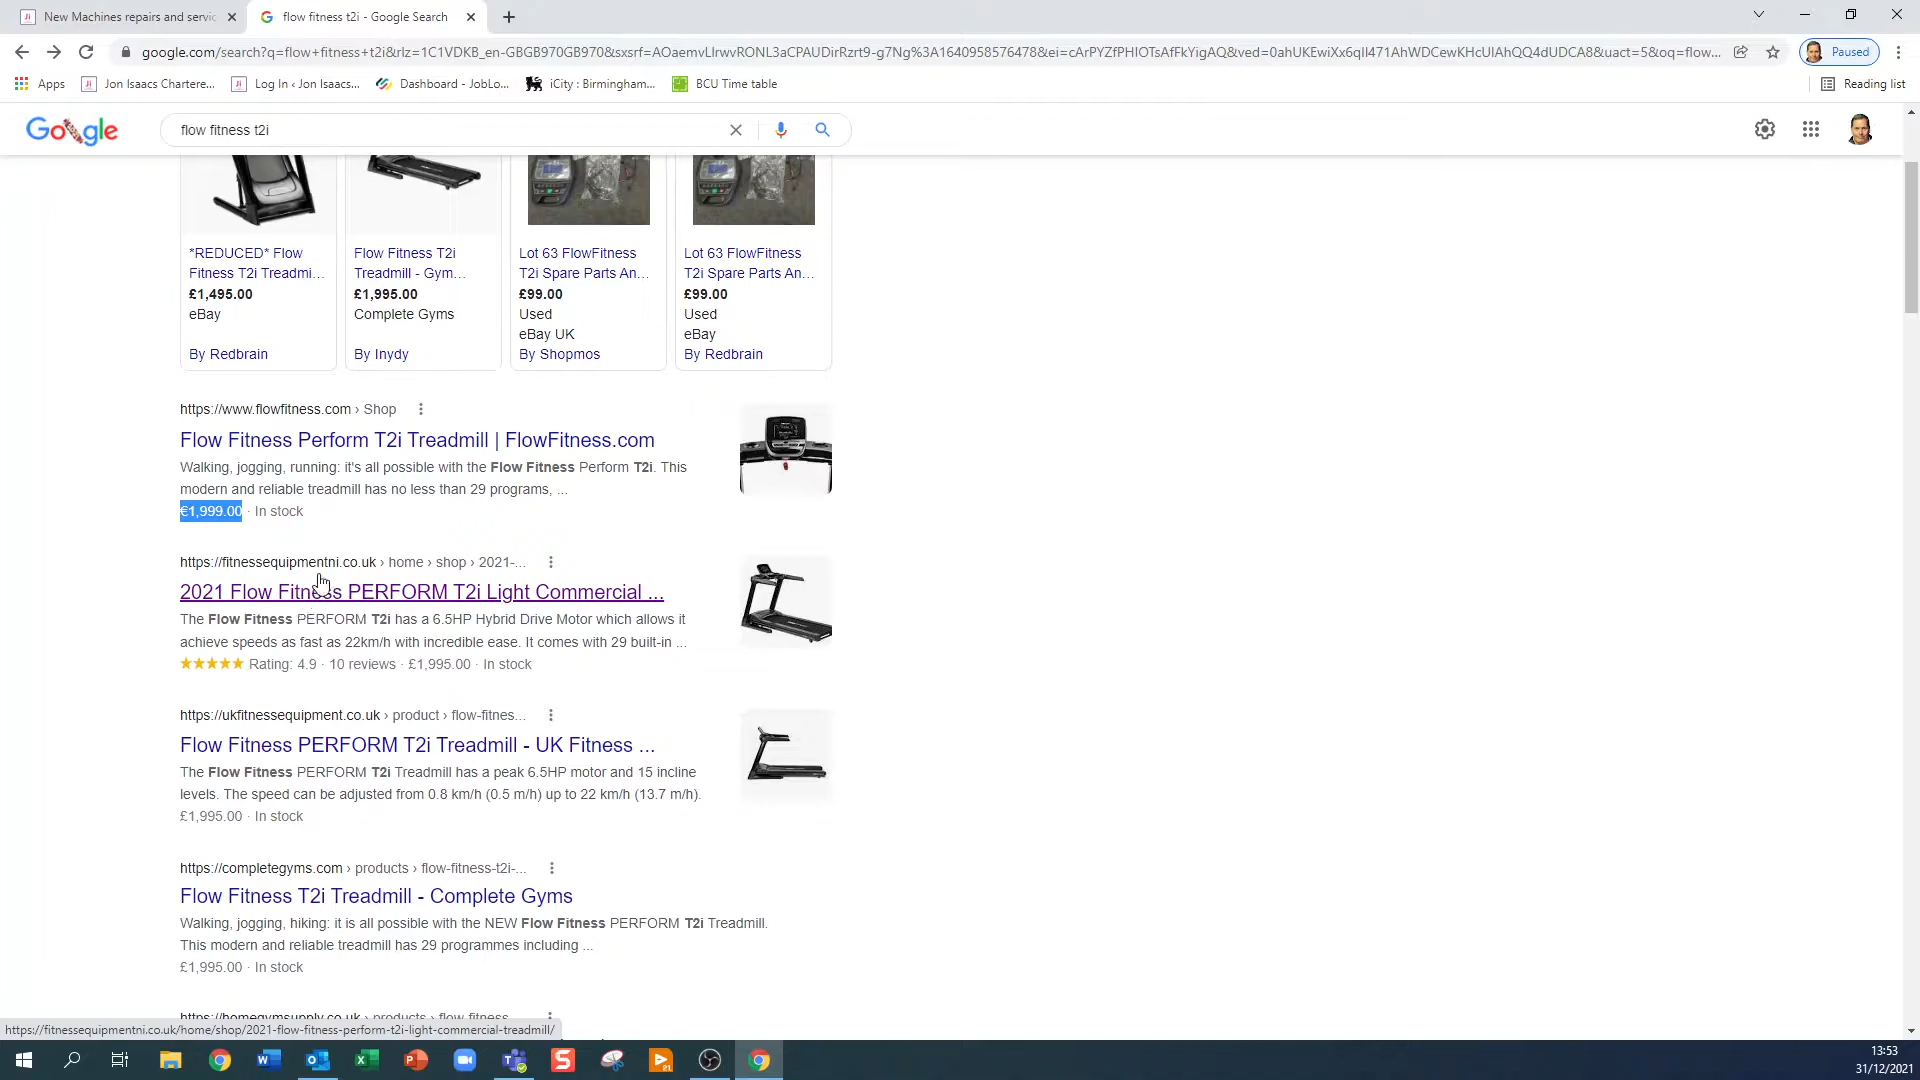 New Machines repairs and servic
flow fitness t2i - Google Search
google.com/search?q=flow+fitness+t2i&rlz=1C1VDKB_en-GBGB970GB970&sxsrf=AOaemvLIrwvRONL3aCPAUDirRzrt9-g7Ng%3A1640958576478&ei=cArPYZfPHIOTsAfFkYigAQ&ved=0ahUKEwiXx6qII471AhWDCewKHcUIAhQQ4dUDCA8&uact=5&oq=flow...
Paused
Apps
Jon Isaacs Chartere...
Log In ‹ Jon Isaacs...
Dashboard - JobLo...
iCity : Birmingham...
BCU Time table
Reading list
flow fitness t2i
*REDUCED* Flow
Fitness T2i Treadmi...
£1,495.00
eBay
By Redbrain
Flow Fitness T2i
Treadmill - Gym...
£1,995.00
Complete Gyms
By Inydy
Lot 63 FlowFitness
T2i Spare Parts An...
£99.00
Used
eBay UK
By Shopmos
Lot 63 FlowFitness
T2i Spare Parts An...
£99.00
Used
eBay
By Redbrain
https://www.flowfitness.com › Shop
Flow Fitness Perform T2i Treadmill | FlowFitness.com
Walking, jogging, running: it's all possible with the Flow Fitness Perform T2i. This
modern and reliable treadmill has no less than 29 programs, ...
€1,999.00 · In stock
https://fitnessequipmentni.co.uk › home › shop › 2021-...
2021 Flow Fitness PERFORM T2i Light Commercial ...
The Flow Fitness PERFORM T2i has a 6.5HP Hybrid Drive Motor which allows it
achieve speeds as fast as 22km/h with incredible ease. It comes with 29 built-in ...
★★★★★ Rating: 4.9 · 10 reviews · £1,995.00 · In stock
https://ukfitnessequipment.co.uk › product › flow-fitnes...
Flow Fitness PERFORM T2i Treadmill - UK Fitness ...
The Flow Fitness PERFORM T2i Treadmill has a peak 6.5HP motor and 15 incline
levels. The speed can be adjusted from 0.8 km/h (0.5 m/h) up to 22 km/h (13.7 m/h).
£1,995.00 · In stock
https://completegyms.com › products › flow-fitness-t2i-...
Flow Fitness T2i Treadmill - Complete Gyms
Walking, jogging, hiking: it is all possible with the NEW Flow Fitness PERFORM T2i Treadmill.
This modern and reliable treadmill has 29 programmes including ...
£1,995.00 · In stock
https://homegymsupply.co.uk › products › flow-fitness
https://fitnessequipmentni.co.uk/home/shop/2021-flow-fitness-perform-t2i-light-commercial-treadmill/
13:53
31/12/2021